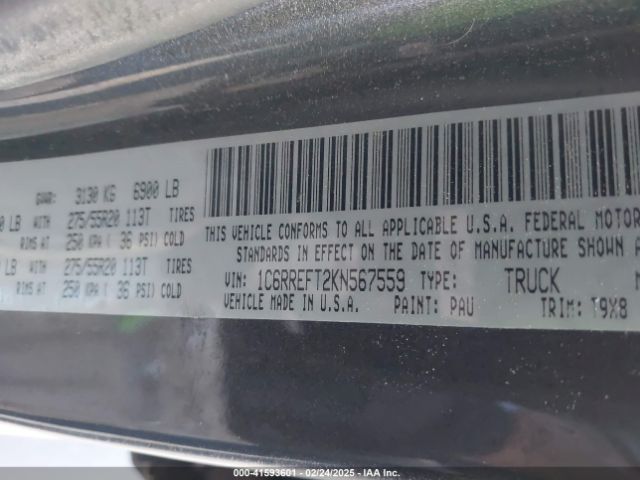 GVWR: 3130 KG 6900 LB
LB WITH 275/55R20 113T TIRES
RIMS AT 250 KPA ( 36 PSI) COLD
LB WITH 275/55R20 113T TIRES
RIMS AT 250 KPA ( 36 PSI) COLD
THIS VEHICLE CONFORMS TO ALL APPLICABLE U.S.A. FEDERAL MOTOR
STANDARDS IN EFFECT ON THE DATE OF MANUFACTURE SHOWN
VIN: 1C6RREFT2KN567559 TYPE: TRUCK
VEHICLE MADE IN U.S.A. PAINT: PAU TRIM: T9X8
000-41593601 - 02/24/2025 - IAA Inc.